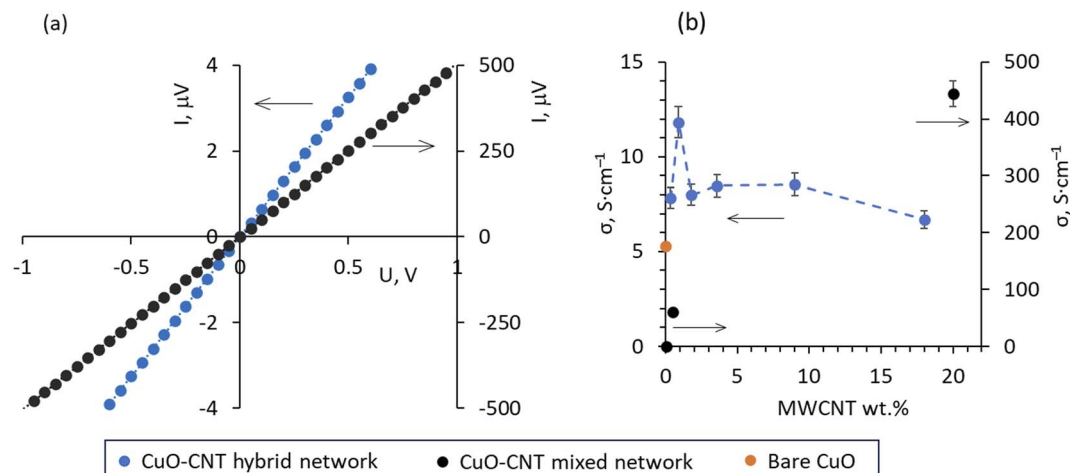 (a)
I, μV
4
2
0
-2
-4
I, μV
500
250
0
-250
-500
-1
-0.5
0
0.5
1
U, V
(b)
σ, S·cm⁻¹
15
10
5
0
σ, S·cm⁻¹
500
400
300
200
100
0
0
5
10
15
20
MWCNT wt.%
CuO-CNT hybrid network
CuO-CNT mixed network
Bare CuO